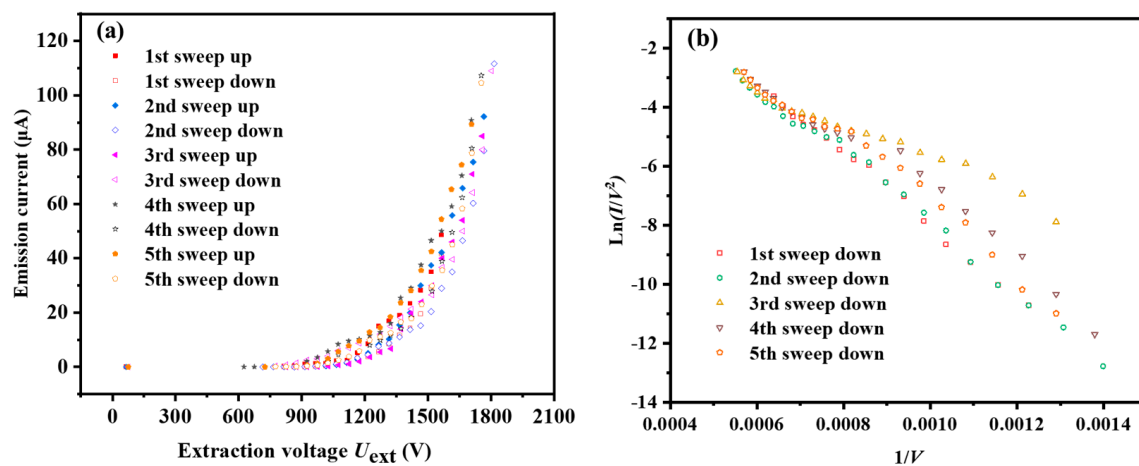 (a)
Emission current (µA)
120
100
80
60
40
20
0
1st sweep up
1st sweep down
2nd sweep up
2nd sweep down
3rd sweep up
3rd sweep down
4th sweep up
4th sweep down
5th sweep up
5th sweep down
0 300 600 900 1200 1500 1800 2100
Extraction voltage Uext (V)
(b)
Ln(I/V²)
-2
-4
-6
-8
-10
-12
-14
1st sweep down
2nd sweep down
3rd sweep down
4th sweep down
5th sweep down
0.0004 0.0006 0.0008 0.0010 0.0012 0.0014
1/V